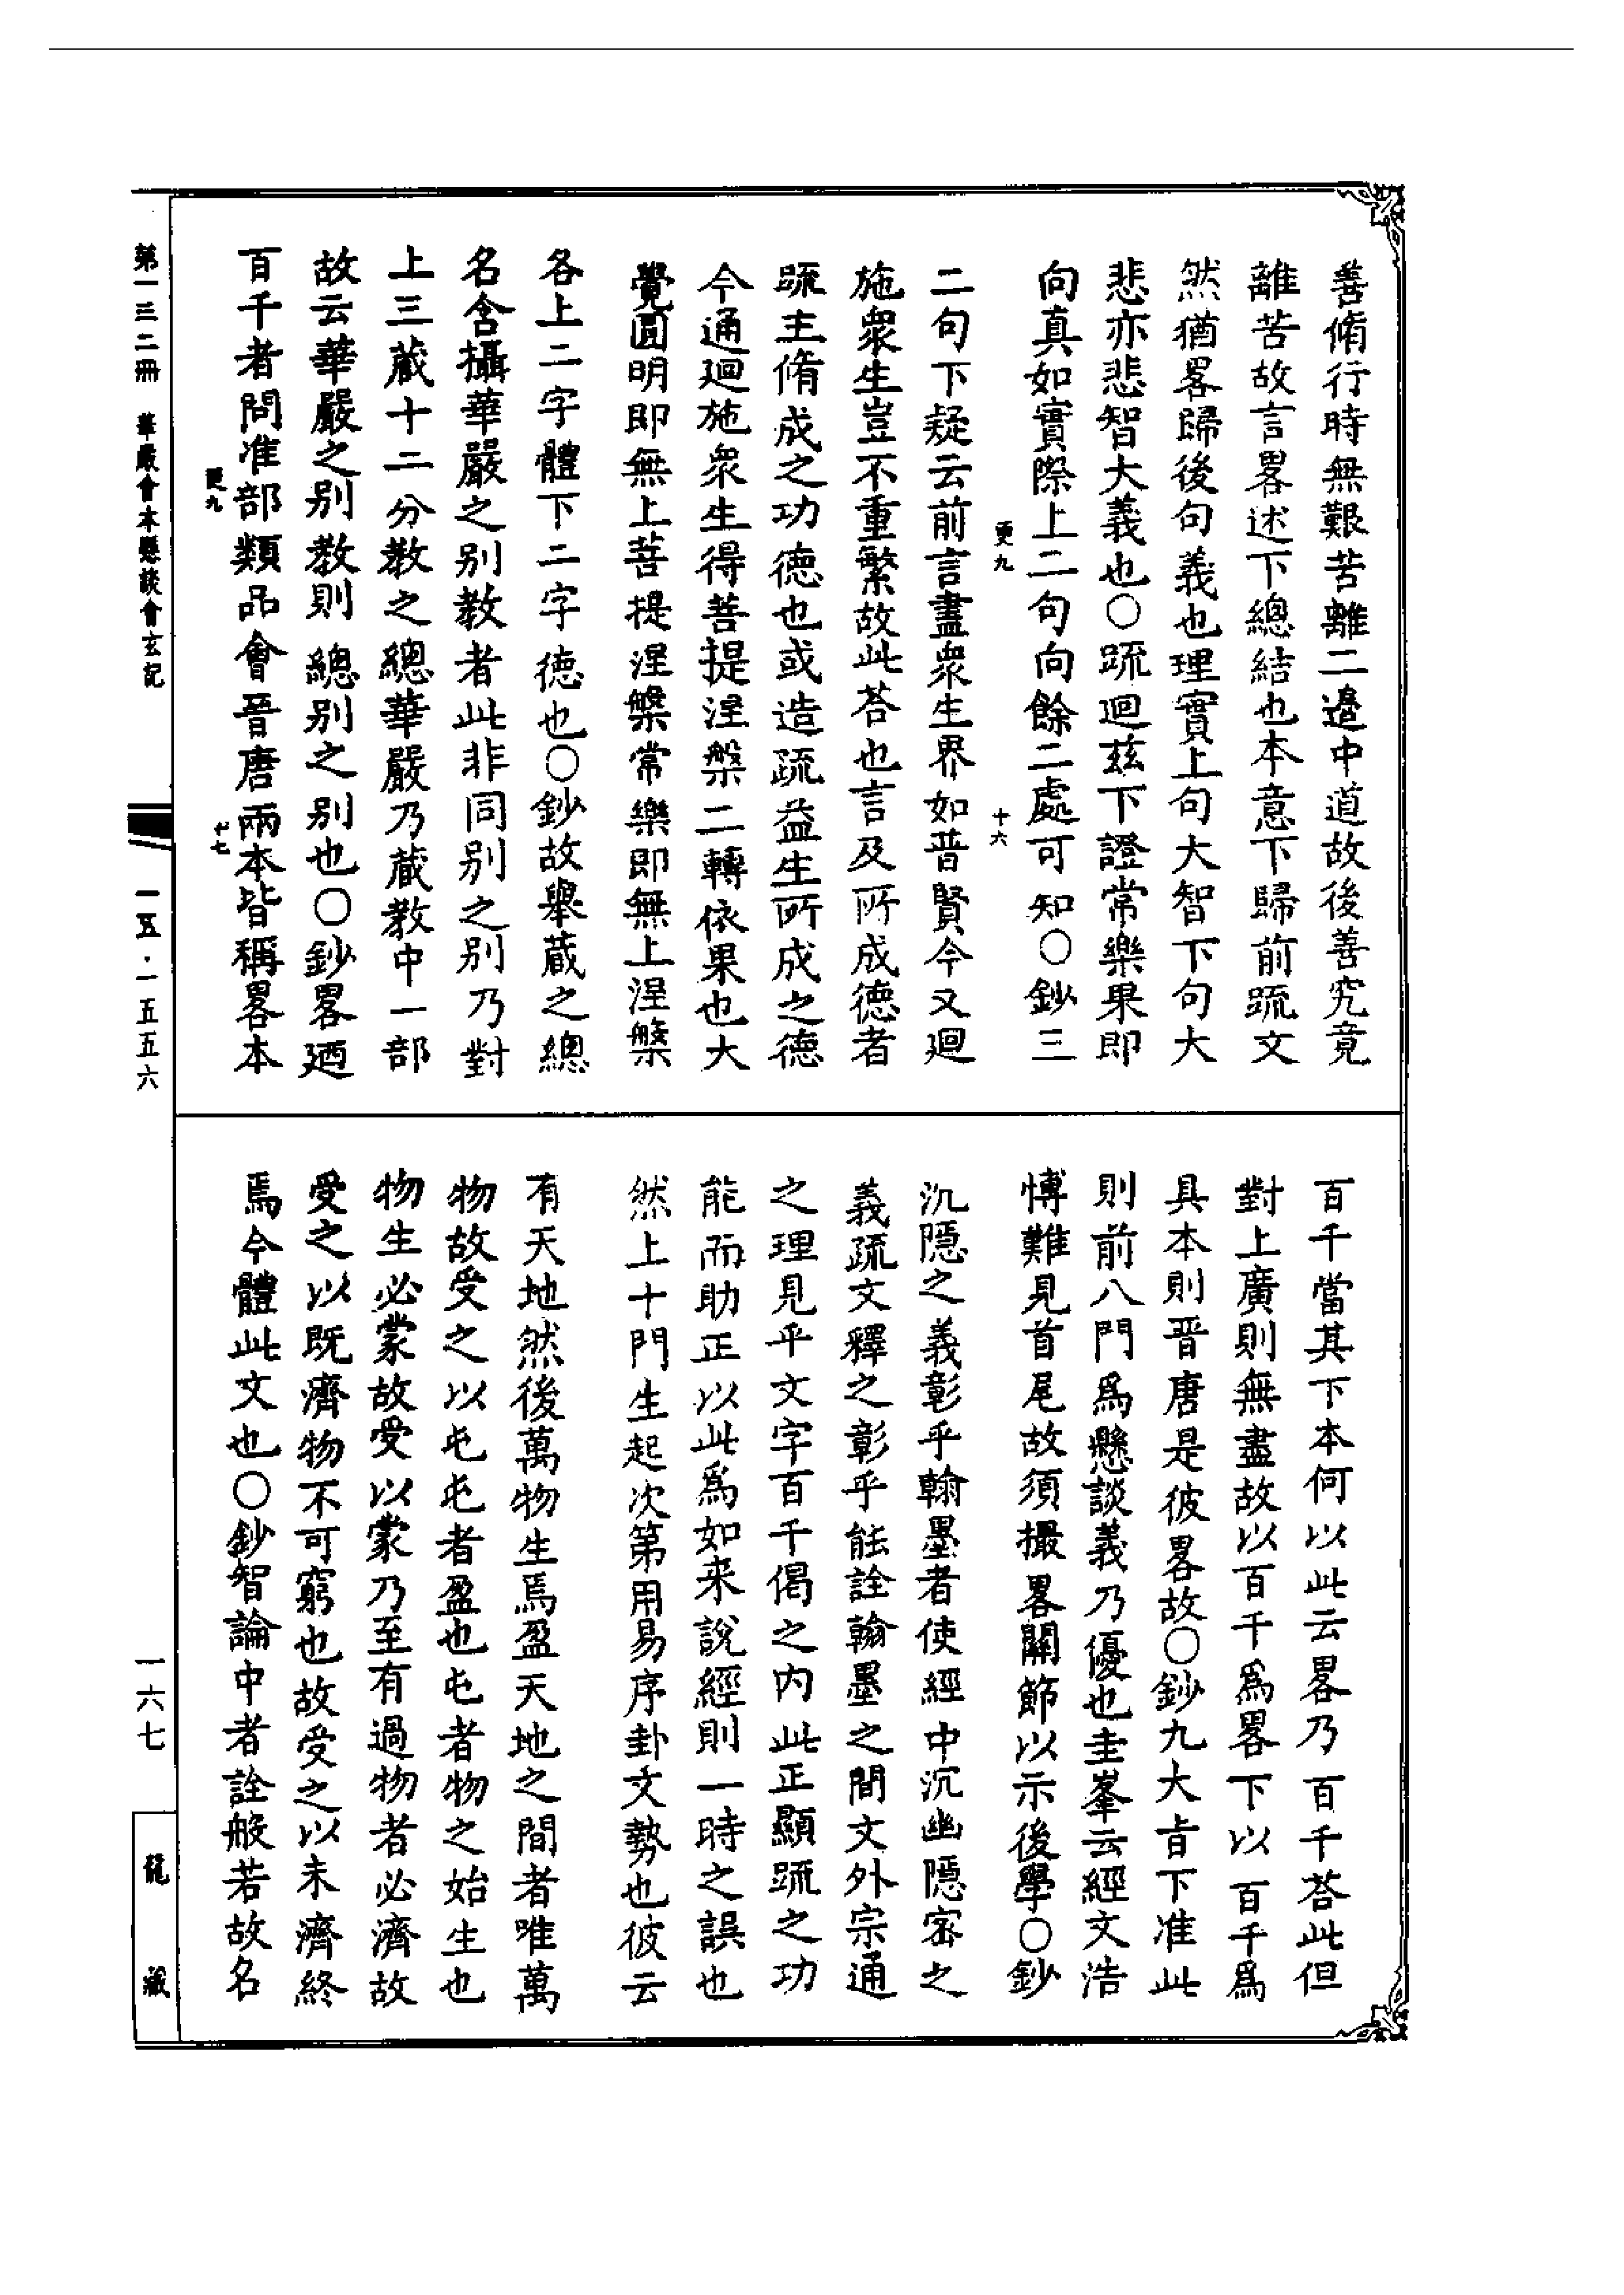 善脩行時無艱苦離二邉中道故後善究竟
離苦故言畧述下總結也本意下歸前䟽文
然猶畧歸後句義也理實上句大智下句大
悲亦悲智大義也〇䟽迴兹下證常樂果即
向真如實際上二句向餘二處可知〇鈔三
更九 十六
二句下疑云前言盡衆生界如普賢今又迴
施衆生豈不重繁故此荅也言及所成德者
䟽主脩成之功德也或造䟽益生所成之德
今通迴施衆生得菩提涅槃二轉依果也大
覺圓明即無上菩提涅槃常樂即無上涅槃
各上二字體下二字德也〇鈔故舉藏之總
名含攝華嚴之别教者此非同别之别乃對
上三藏十二分教之總華嚴乃藏教中一部
故云華嚴之别教則總别之别也〇鈔畧廼
百千者問准部類品會晉唐兩本皆稱畧本
更九 十七
百千當其下本何以此云畧乃百千荅此但
對上廣則無盡故以百千爲畧下以百千爲
具本則晉唐是彼畧故〇鈔九大㫖下准此
則前八門爲懸談義乃優也圭峯云經文浩
博難見首尾故須撮畧關節以示後學〇鈔
沉隱之義彰乎翰墨者使經中沉幽隱密之
義䟽文釋之彰乎能詮翰墨之間文外宗通
之理見乎文字百千偈之内此正顯䟽之功
能而助正以此爲如来說經則一時之誤也
然上十門生起次第用易序卦文勢也彼云
有天地然後萬物生焉盈天地之間者唯萬
物故受之以屯屯者盈也屯者物之始生也
物生必蒙故受以蒙乃至有過物者必濟故
受之以既濟物不可窮也故受之以未濟終
焉今體此文也〇鈔智論中者詮般若故名
第一三二冊 華嚴會本懸談會玄記
一五·一五五六
一六七
龍藏